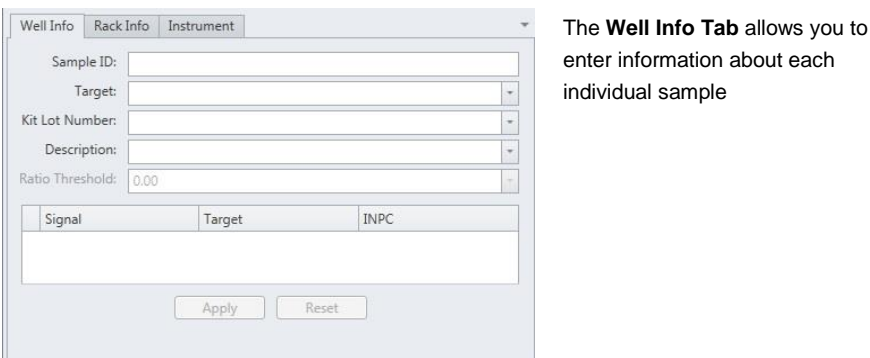 Well Info Rack Info Instrument
Sample ID:
Target:
Kit Lot Number:
Description:
Ratio Threshold: 0.00
Signal Target INPC
Apply Reset
The Well Info Tab allows you to
enter information about each
individual sample